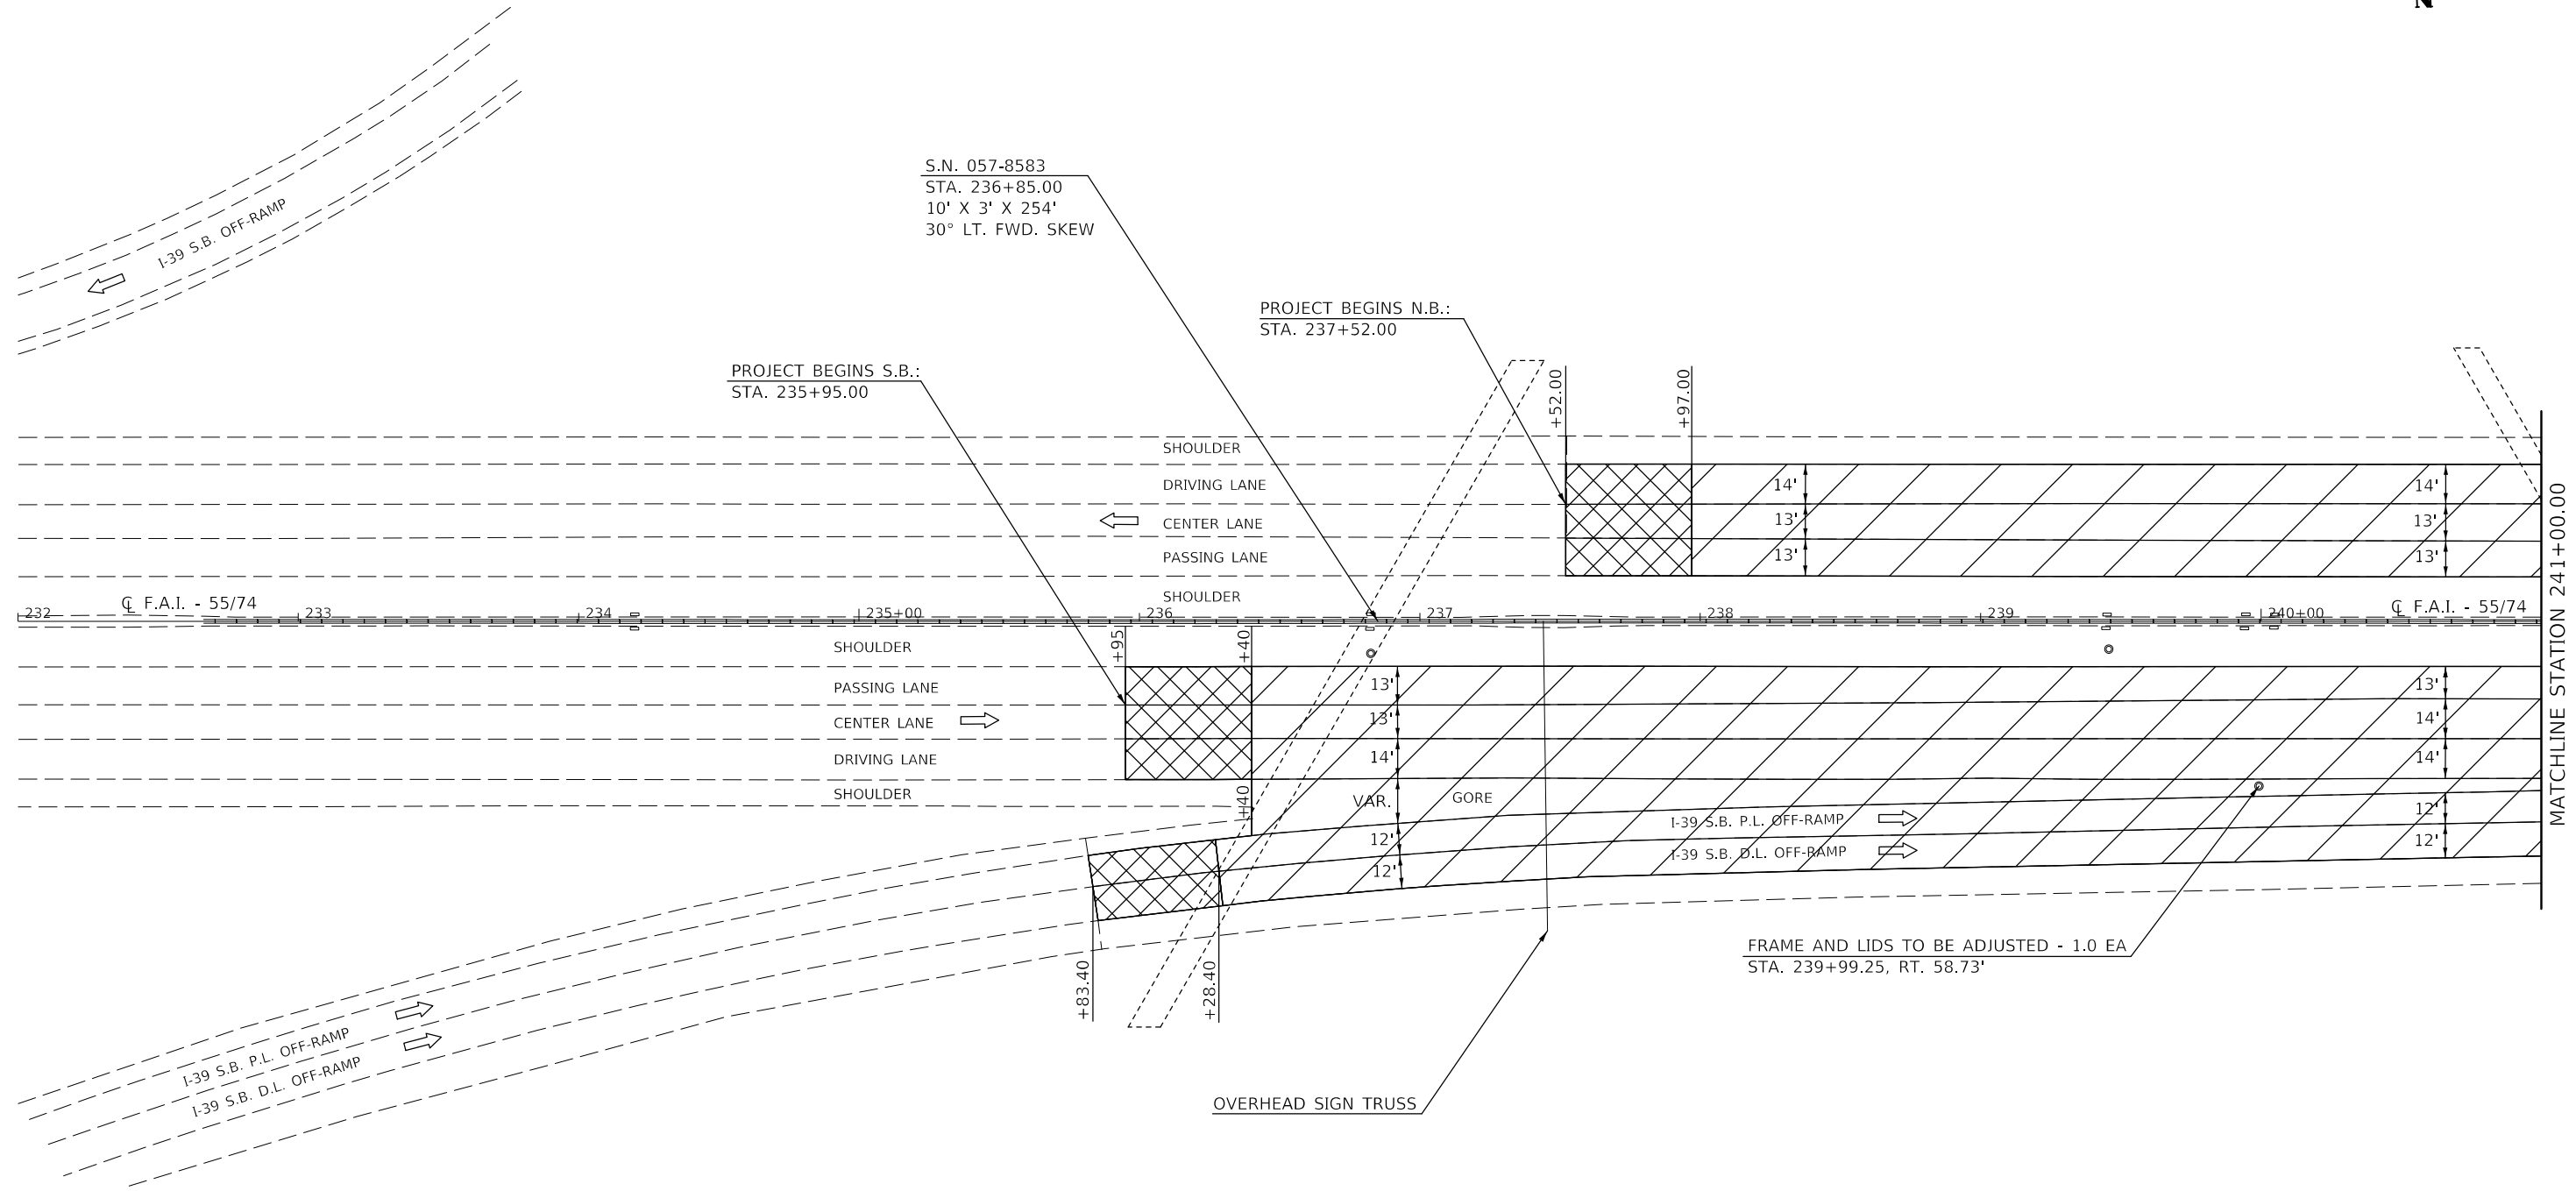 N
I-39 S.B. OFF-RAMP
S.N. 057-8583
STA. 236+85.00
10' X 3' X 254'
30° LT. FWD. SKEW
PROJECT BEGINS N.B.:
STA. 237+52.00
PROJECT BEGINS S.B.:
STA. 235+95.00
+52.00
+97.00
SHOULDER
DRIVING LANE
14'
14'
CENTER LANE
13'
13'
PASSING LANE
13'
13'
SHOULDER
℄ F.A.I. - 55/74
℄ F.A.I. - 55/74
232
233
234
235+00
236
237
238
239
240+00
MATCHLINE STATION 241+00.00
+95
+40
SHOULDER
PASSING LANE
13'
13'
CENTER LANE
13'
14'
DRIVING LANE
14'
14'
SHOULDER
+40
VAR.
GORE
12'
I-39 S.B. P.L. OFF-RAMP
12'
12'
I-39 S.B. D.L. OFF-RAMP
12'
+83.40
+28.40
FRAME AND LIDS TO BE ADJUSTED - 1.0 EA
STA. 239+99.25, RT. 58.73'
I-39 S.B. P.L. OFF-RAMP
I-39 S.B. D.L. OFF-RAMP
OVERHEAD SIGN TRUSS